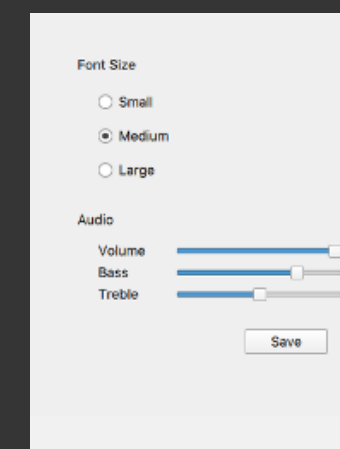 Font Size
Small
Medium
Large
Audio
Volume
Bass
Treble
Save